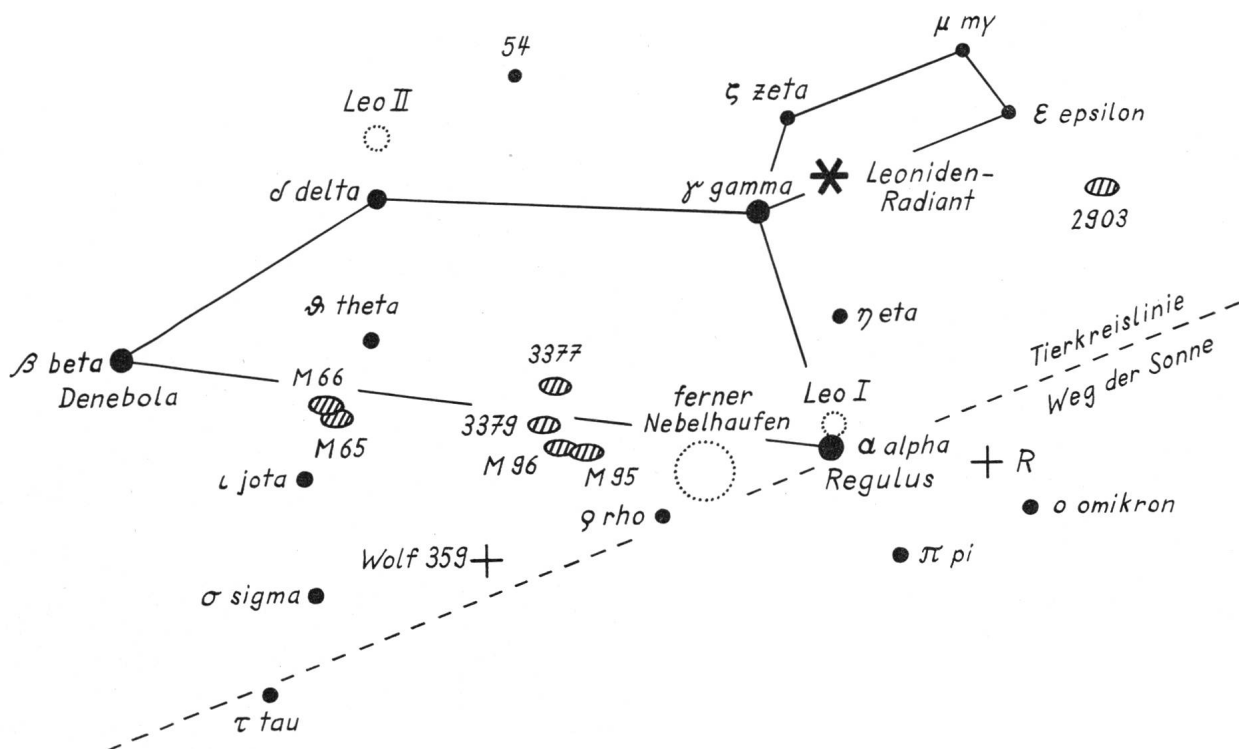 μ my
54
ζ zeta
Leo II
ε epsilon
δ delta
γ gamma
Leoniden-
Radiant
2903
ϑ theta
η eta
Tierkreislinie
Weg der Sonne
β beta
Denebola
M 66
M 65
3377
3379
M 96
M 95
ferner
Nebelhaufen
Leo I
α alpha
Regulus
R
ι jota
ϱ rho
ο omikron
π pi
Wolf 359
σ sigma
τ tau